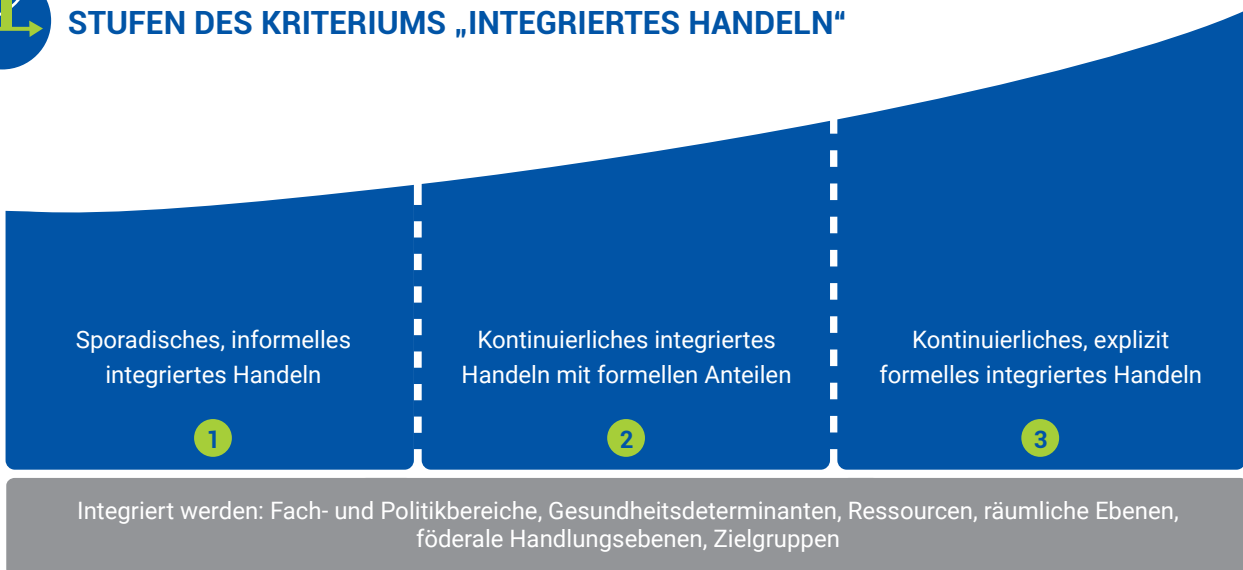 STUFEN DES KRITERIUMS „INTEGRIERTES HANDELN“
Sporadisches, informelles
integriertes Handeln
1
Kontinuierliches integriertes
Handeln mit formellen Anteilen
2
Kontinuierliches, explizit
formelles integriertes Handeln
3
Integriert werden: Fach- und Politikbereiche, Gesundheitsdeterminanten, Ressourcen, räumliche Ebenen,
föderale Handlungsebenen, Zielgruppen